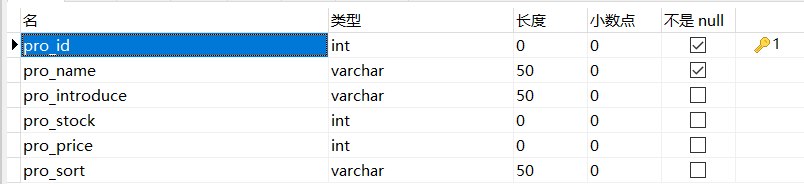 名 类型 长度 小数点 不是 null
pro_id int 0 0 1
pro_name varchar 50 0
pro_introduce varchar 50 0
pro_stock int 0 0
pro_price int 0 0
pro_sort varchar 50 0